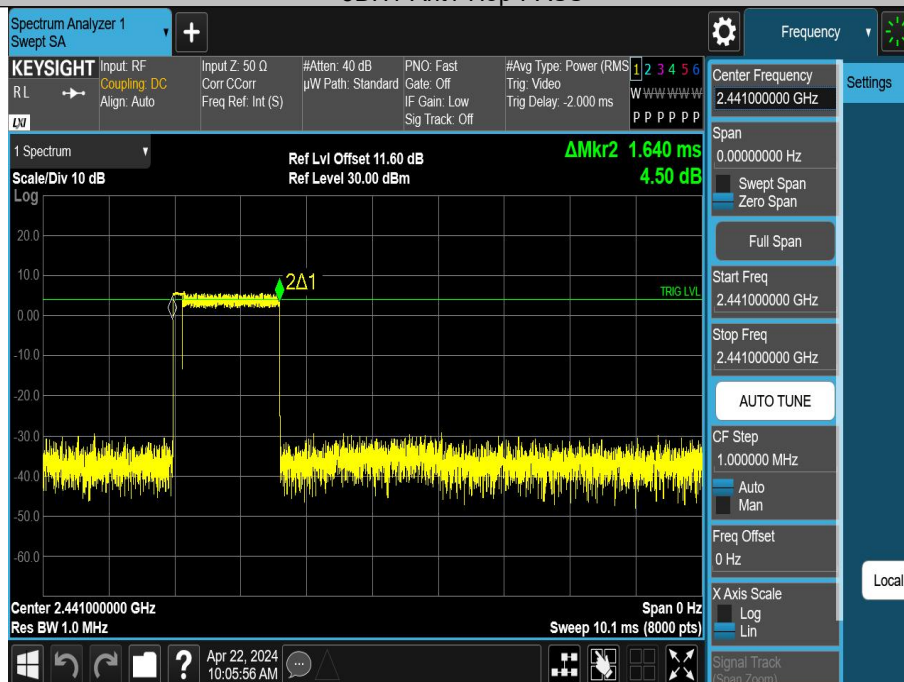 Spectrum Analyzer 1
Swept SA
Frequency
KEYSIGHT
RL
LXI
Input: RF
Coupling: DC
Align: Auto
Input Z: 50 Ω
Corr CCorr
Freq Ref: Int (S)
#Atten: 40 dB
µW Path: Standard
PNO: Fast
Gate: Off
IF Gain: Low
Sig Track: Off
#Avg Type: Power (RMS
Trig: Video
Trig Delay: -2.000 ms
1 2 3 4 5 6
W W W W W W
P P P P P P
Center Frequency
2.441000000 GHz
Settings
Span
0.00000000 Hz
Swept Span
Zero Span
Full Span
Start Freq
2.441000000 GHz
Stop Freq
2.441000000 GHz
AUTO TUNE
CF Step
1.000000 MHz
Auto
Man
Freq Offset
0 Hz
X Axis Scale
Log
Lin
Signal Track
(Span Zoom)
Local
1 Spectrum
Scale/Div 10 dB
Log
Ref Lvl Offset 11.60 dB
Ref Level 30.00 dBm
ΔMkr2 1.640 ms
4.50 dB
20.0
10.0
0.00
-10.0
-20.0
-30.0
-40.0
-50.0
-60.0
2Δ1
TRIG LVL
Center 2.441000000 GHz
Res BW 1.0 MHz
Span 0 Hz
Sweep 10.1 ms (8000 pts)
?
Apr 22, 2024
10:05:56 AM